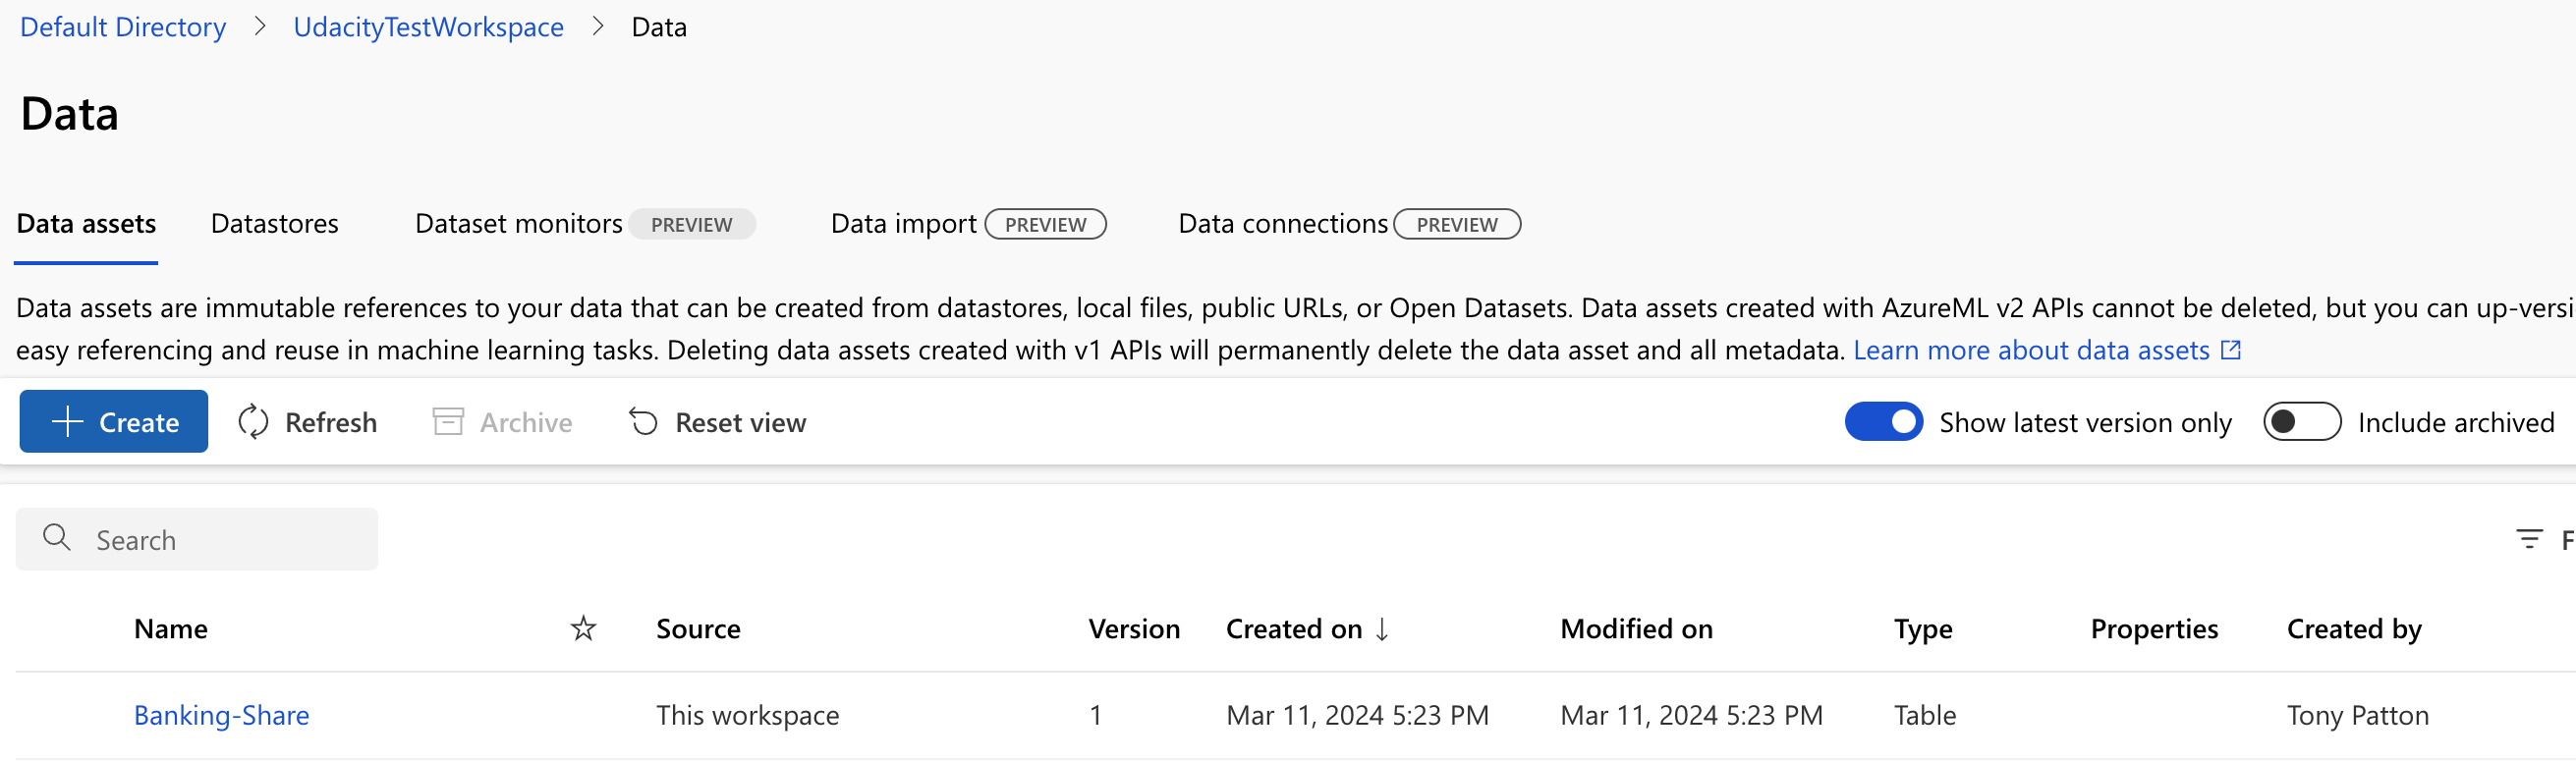 Default Directory > UdacityTestWorkspace > Data
Data
Data assets Datastores Dataset monitors PREVIEW Data import PREVIEW Data connections PREVIEW
Data assets are immutable references to your data that can be created from datastores, local files, public URLs, or Open Datasets. Data assets created with AzureML v2 APIs cannot be deleted, but you can up-versi
easy referencing and reuse in machine learning tasks. Deleting data assets created with v1 APIs will permanently delete the data asset and all metadata. Learn more about data assets
Create Refresh Archive Reset view Show latest version only Include archived
Search F
Name Source Version Created on ↓ Modified on Type Properties Created by
Banking-Share This workspace 1 Mar 11, 2024 5:23 PM Mar 11, 2024 5:23 PM Table Tony Patton